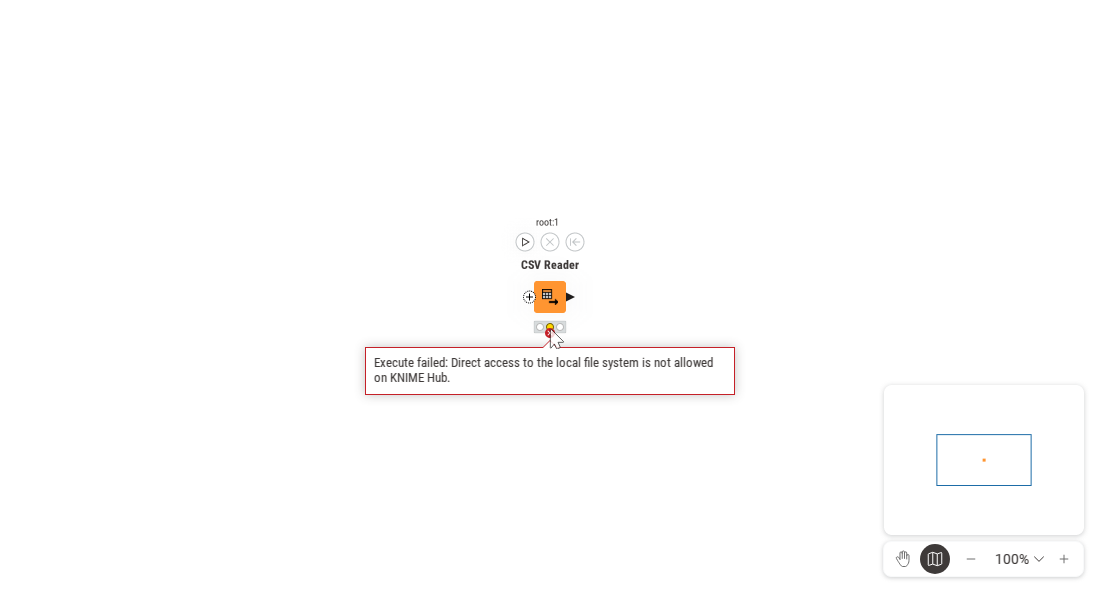 root:1
CSV Reader
Execute failed: Direct access to the local file system is not allowed
on KNIME Hub.
100%